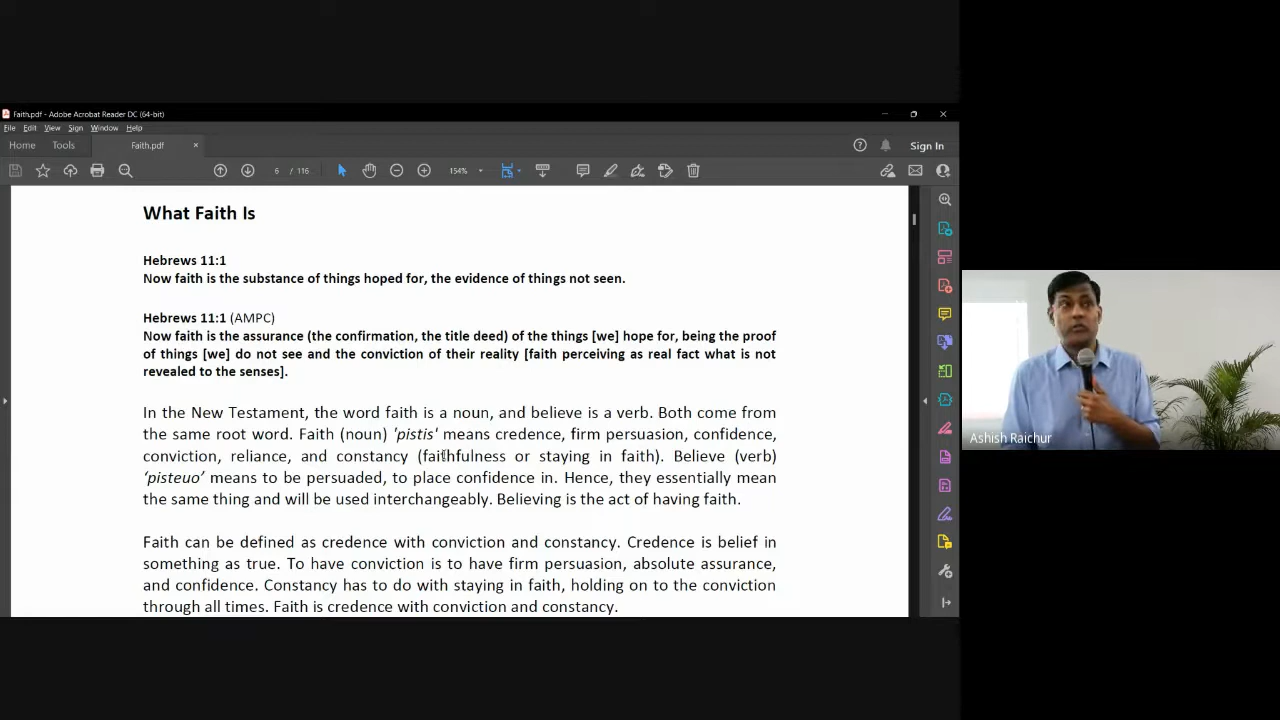 Faith.pdf - Adobe Acrobat Reader DC (64-bit)
File Edit View Sign Window Help
Home Tools Faith.pdf × Sign In
6 / 116 154%
What Faith Is
Hebrews 11:1
Now faith is the substance of things hoped for, the evidence of things not seen.
Hebrews 11:1 (AMPC)
Now faith is the assurance (the confirmation, the title deed) of the things [we] hope for, being the proof
of things [we] do not see and the conviction of their reality [faith perceiving as real fact what is not
revealed to the senses].
In the New Testament, the word faith is a noun, and believe is a verb. Both come from
the same root word. Faith (noun) 'pistis' means credence, firm persuasion, confidence,
conviction, reliance, and constancy (faithfulness or staying in faith). Believe (verb)
‘pisteuo’ means to be persuaded, to place confidence in. Hence, they essentially mean
the same thing and will be used interchangeably. Believing is the act of having faith.
Faith can be defined as credence with conviction and constancy. Credence is belief in
something as true. To have conviction is to have firm persuasion, absolute assurance,
and confidence. Constancy has to do with staying in faith, holding on to the conviction
through all times. Faith is credence with conviction and constancy.
Ashish Raichur